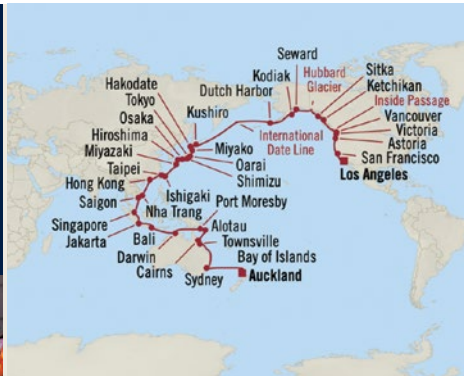 Seward
Sitka
Kodiak
Hubbard
Glacier
Ketchikan
Hakodate
Dutch Harbor
Inside Passage
Tokyo
Vancouver
Osaka
Kushiro
Victoria
Hiroshima
Miyako
International
Date Line
Astoria
Miyazaki
Oarai
San Francisco
Taipei
Shimizu
Los Angeles
Hong Kong
Ishigaki
Saigon
Nha Trang
Port Moresby
Singapore
Alotau
Jakarta
Bali
Townsville
Darwin
Bay of Islands
Cairns
Sydney
Auckland